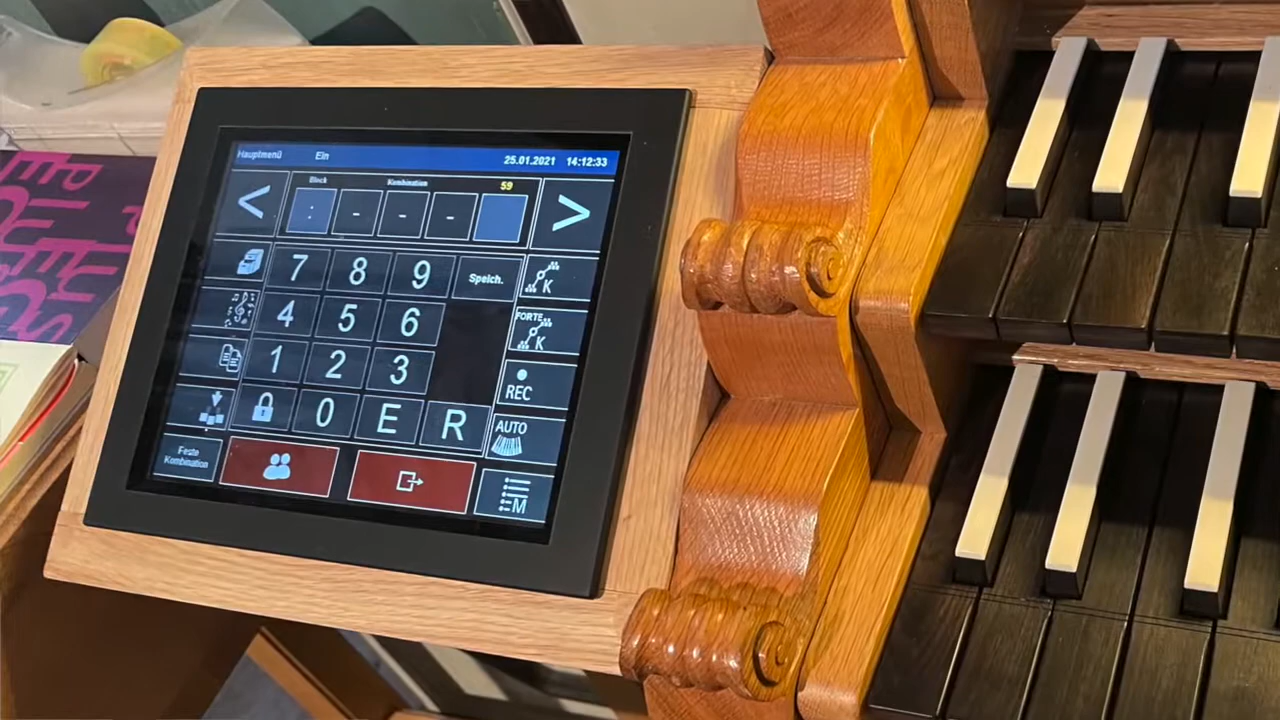 Hauptmenü Ein 25.01.2021 14:12:33
Block Kombination 59
< : - - - >
7 8 9 Speich. K
4 5 6 FORTE K
1 2 3 REC
0 E R AUTO
Feste
Kombination
M